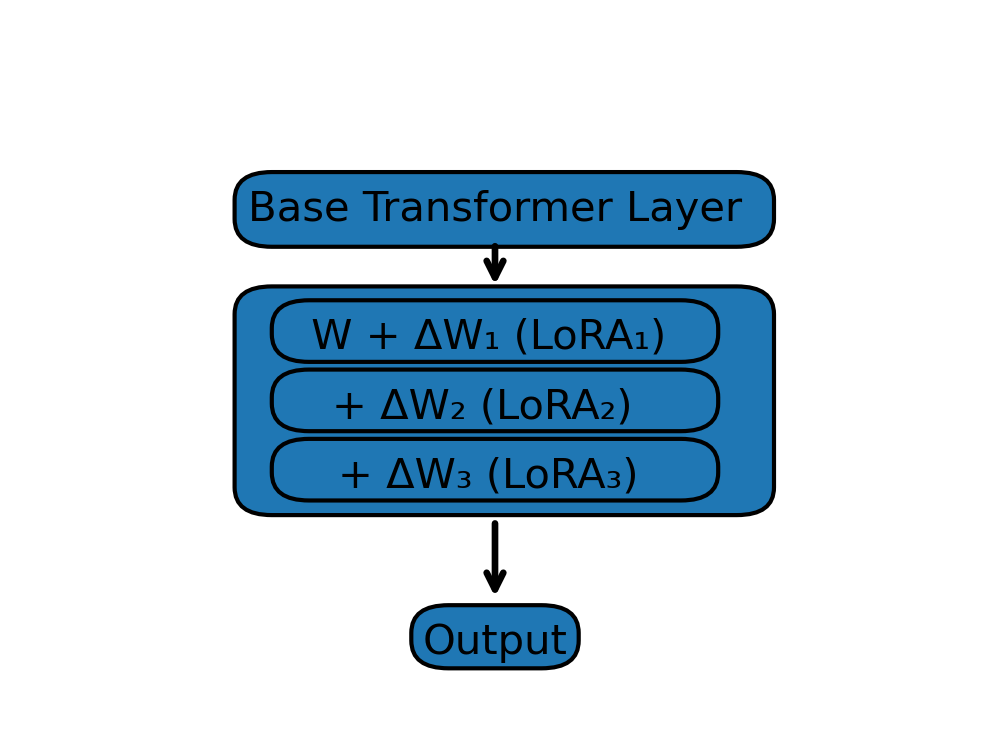 Base Transformer Layer
W + ΔW₁ (LoRA₁)
+ ΔW₂ (LoRA₂)
+ ΔW₃ (LoRA₃)
Output